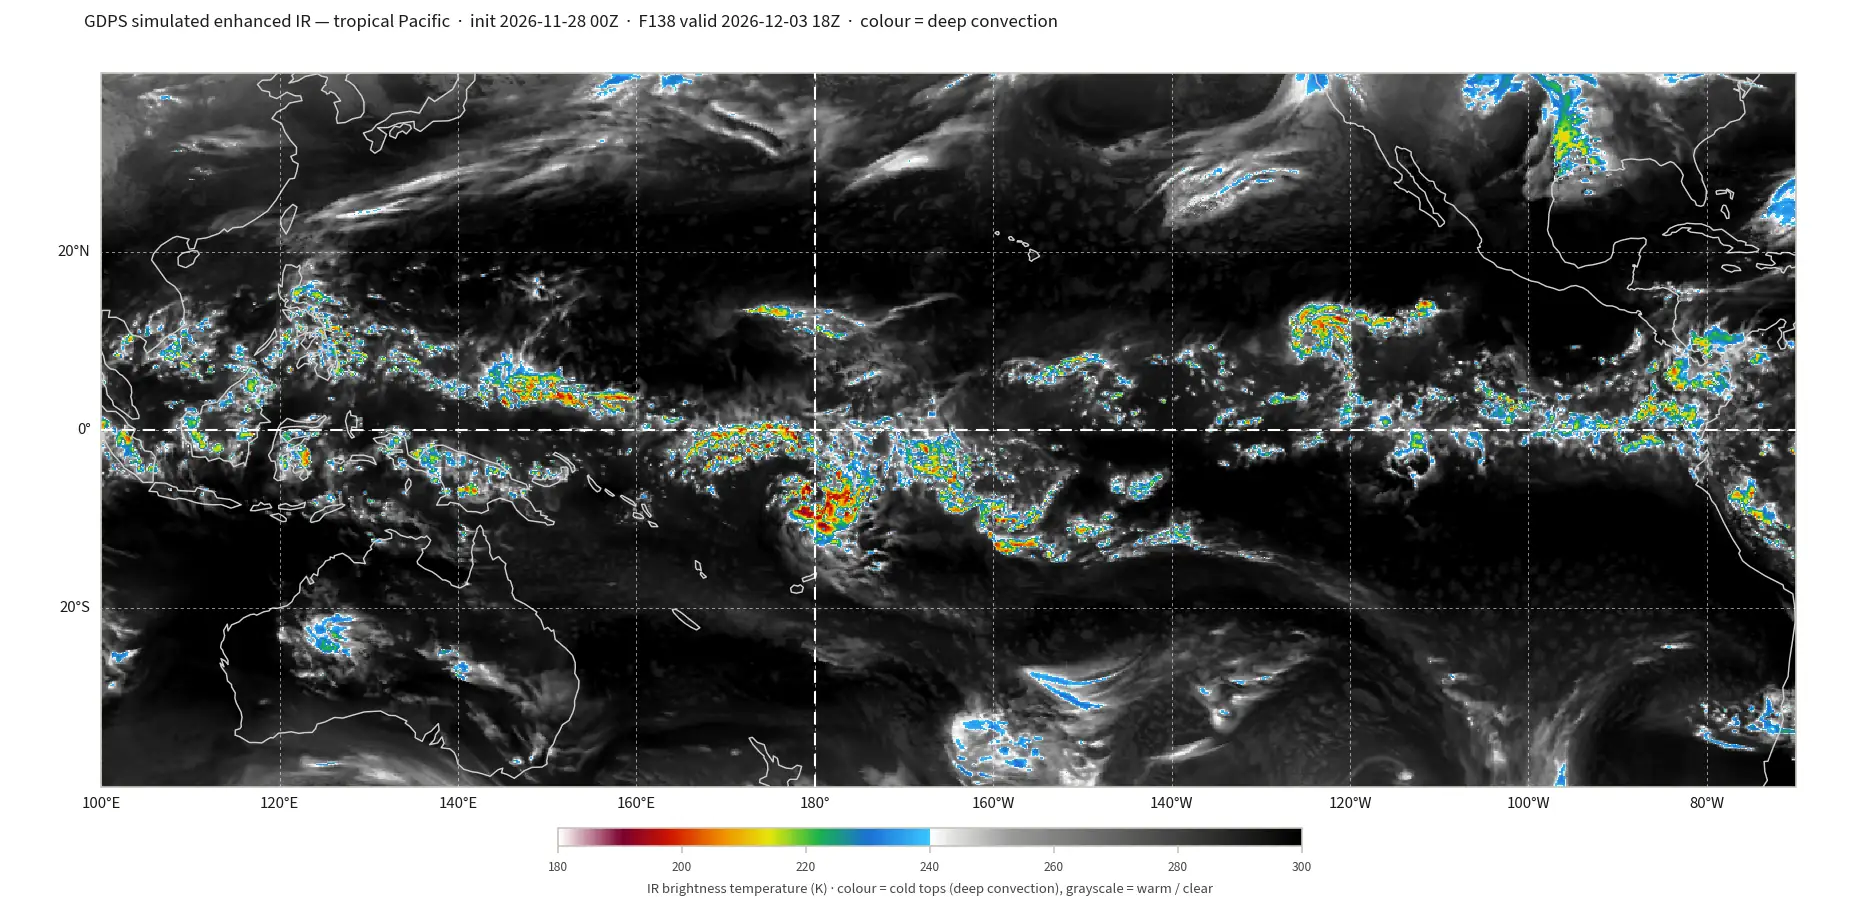 GDPS simulated enhanced IR — tropical Pacific · init 2026-11-28 00Z · F138 valid 2026-12-03 18Z · colour = deep convection
20°N
0°
20°S
100°E 120°E 140°E 160°E 180° 160°W 140°W 120°W 100°W 80°W
180 200 220 240 260 280 300
IR brightness temperature (K) · colour = cold tops (deep convection), grayscale = warm / clear